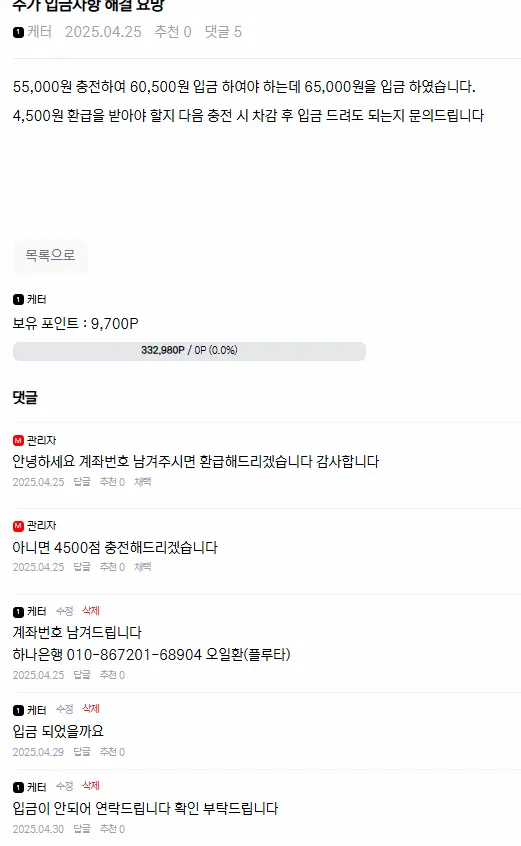 추가 입금사항 해결 요망
1 케터 2025.04.25 추천 0 댓글 5
55,000원 충전하여 60,500원 입금 하여야 하는데 65,000원을 입금 하였습니다.
4,500원 환급을 받아야 할지 다음 충전 시 차감 후 입금 드려도 되는지 문의드립니다
목록으로
1 케터
보유 포인트 : 9,700P
332,980P / 0P (0.0%)
댓글
M 관리자
안녕하세요 계좌번호 남겨주시면 환급해드리겠습니다 감사합니다
2025.04.25 답글 추천 0 채택
M 관리자
아니면 4500점 충전해드리겠습니다
2025.04.25 답글 추천 0 채택
1 케터 수정 삭제
계좌번호 남겨드립니다
하나은행 010-867201-68904 오일환(플루타)
2025.04.25 답글 추천 0
1 케터 수정 삭제
입금 되었을까요
2025.04.29 답글 추천 0
1 케터 수정 삭제
입금이 안되어 연락드립니다 확인 부탁드립니다
2025.04.30 답글 추천 0